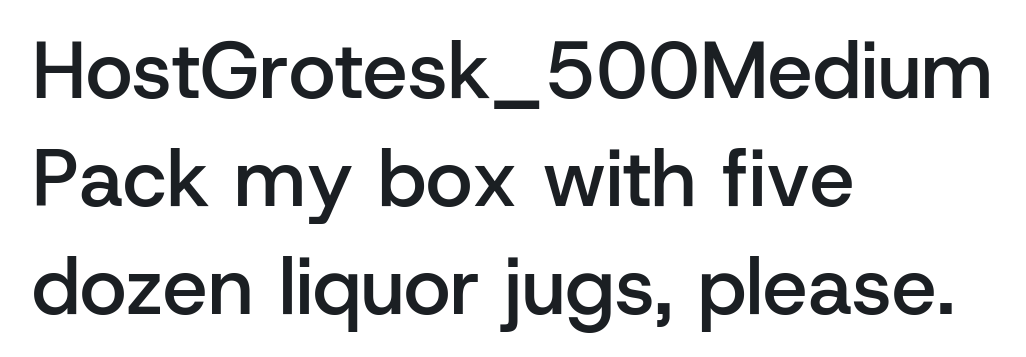 HostGrotesk_500Medium
Pack my box with five
dozen liquor jugs, please.